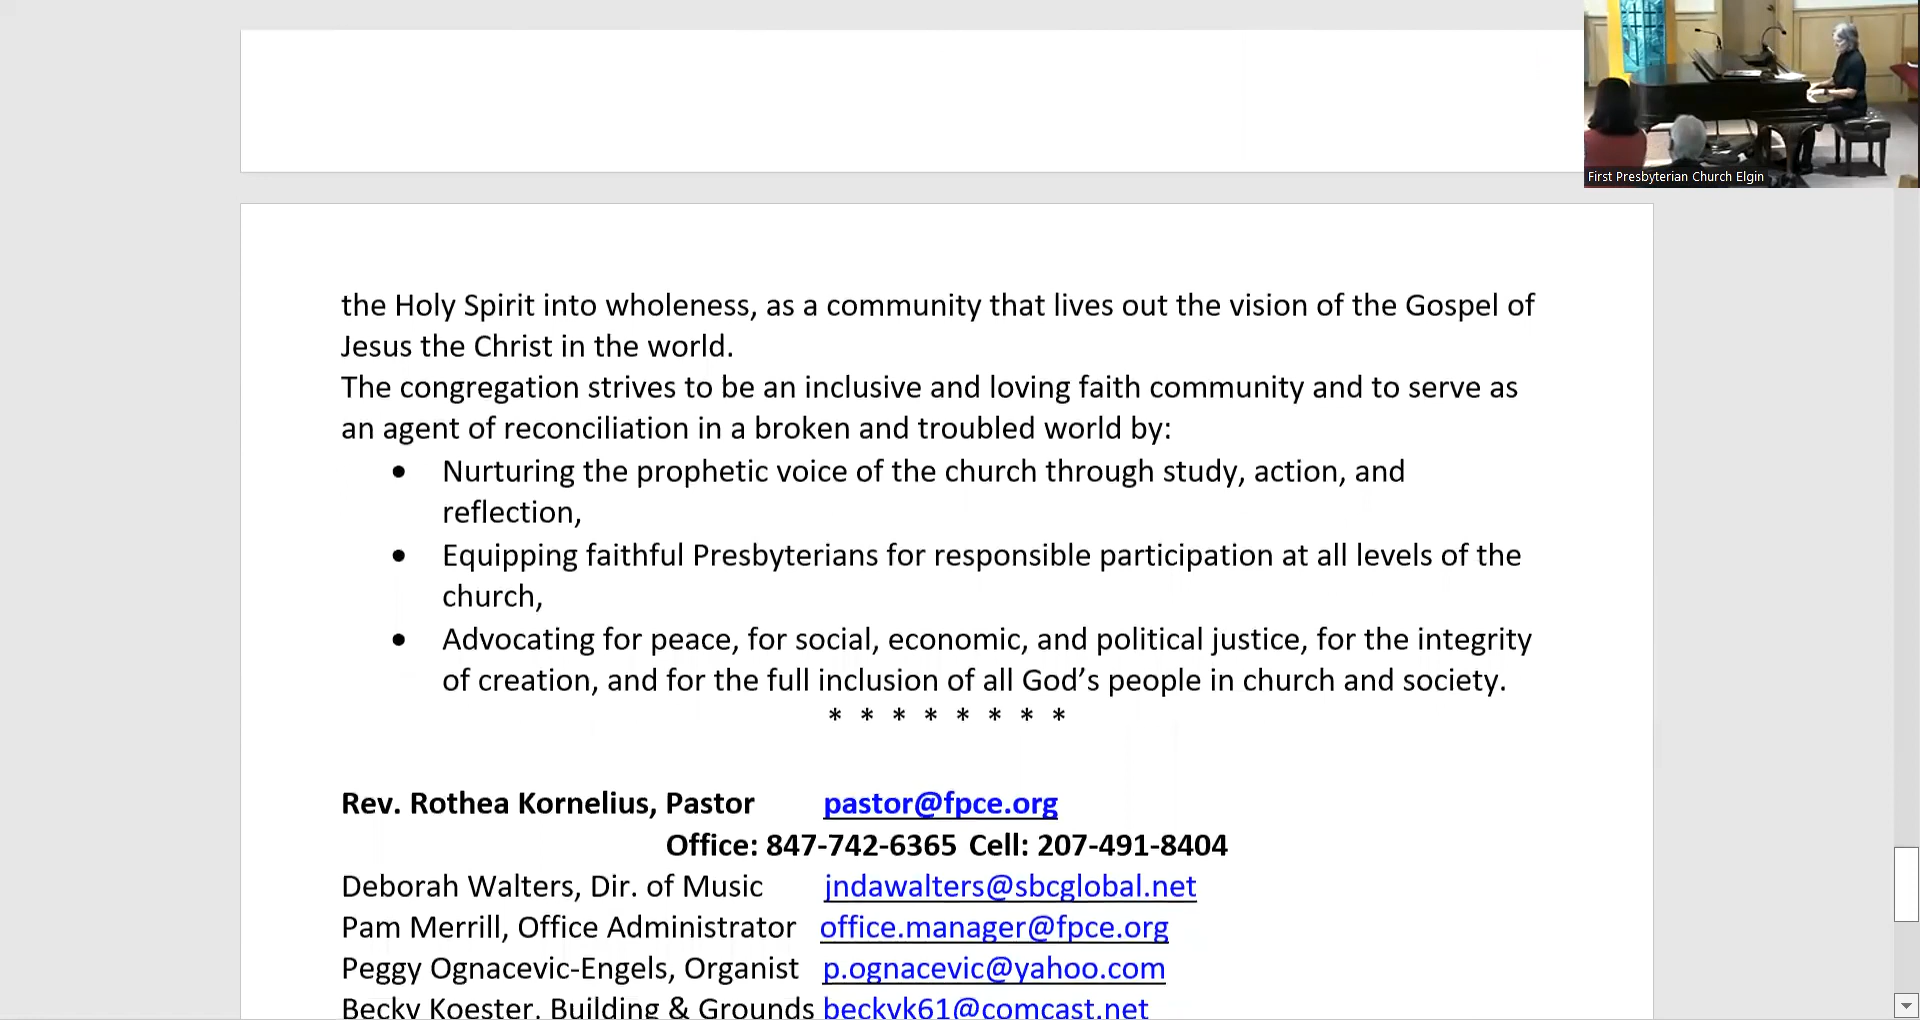 First Presbyterian Church Elgin
the Holy Spirit into wholeness, as a community that lives out the vision of the Gospel of
Jesus the Christ in the world.
The congregation strives to be an inclusive and loving faith community and to serve as
an agent of reconciliation in a broken and troubled world by:
• Nurturing the prophetic voice of the church through study, action, and
reflection,
• Equipping faithful Presbyterians for responsible participation at all levels of the
church,
• Advocating for peace, for social, economic, and political justice, for the integrity
of creation, and for the full inclusion of all God’s people in church and society.
* * * * * * * *
Rev. Rothea Kornelius, Pastor pastor@fpce.org
Office: 847-742-6365 Cell: 207-491-8404
Deborah Walters, Dir. of Music jndawalters@sbcglobal.net
Pam Merrill, Office Administrator office.manager@fpce.org
Peggy Ognacevic-Engels, Organist p.ognacevic@yahoo.com
Becky Koester, Building & Grounds beckyk61@comcast.net